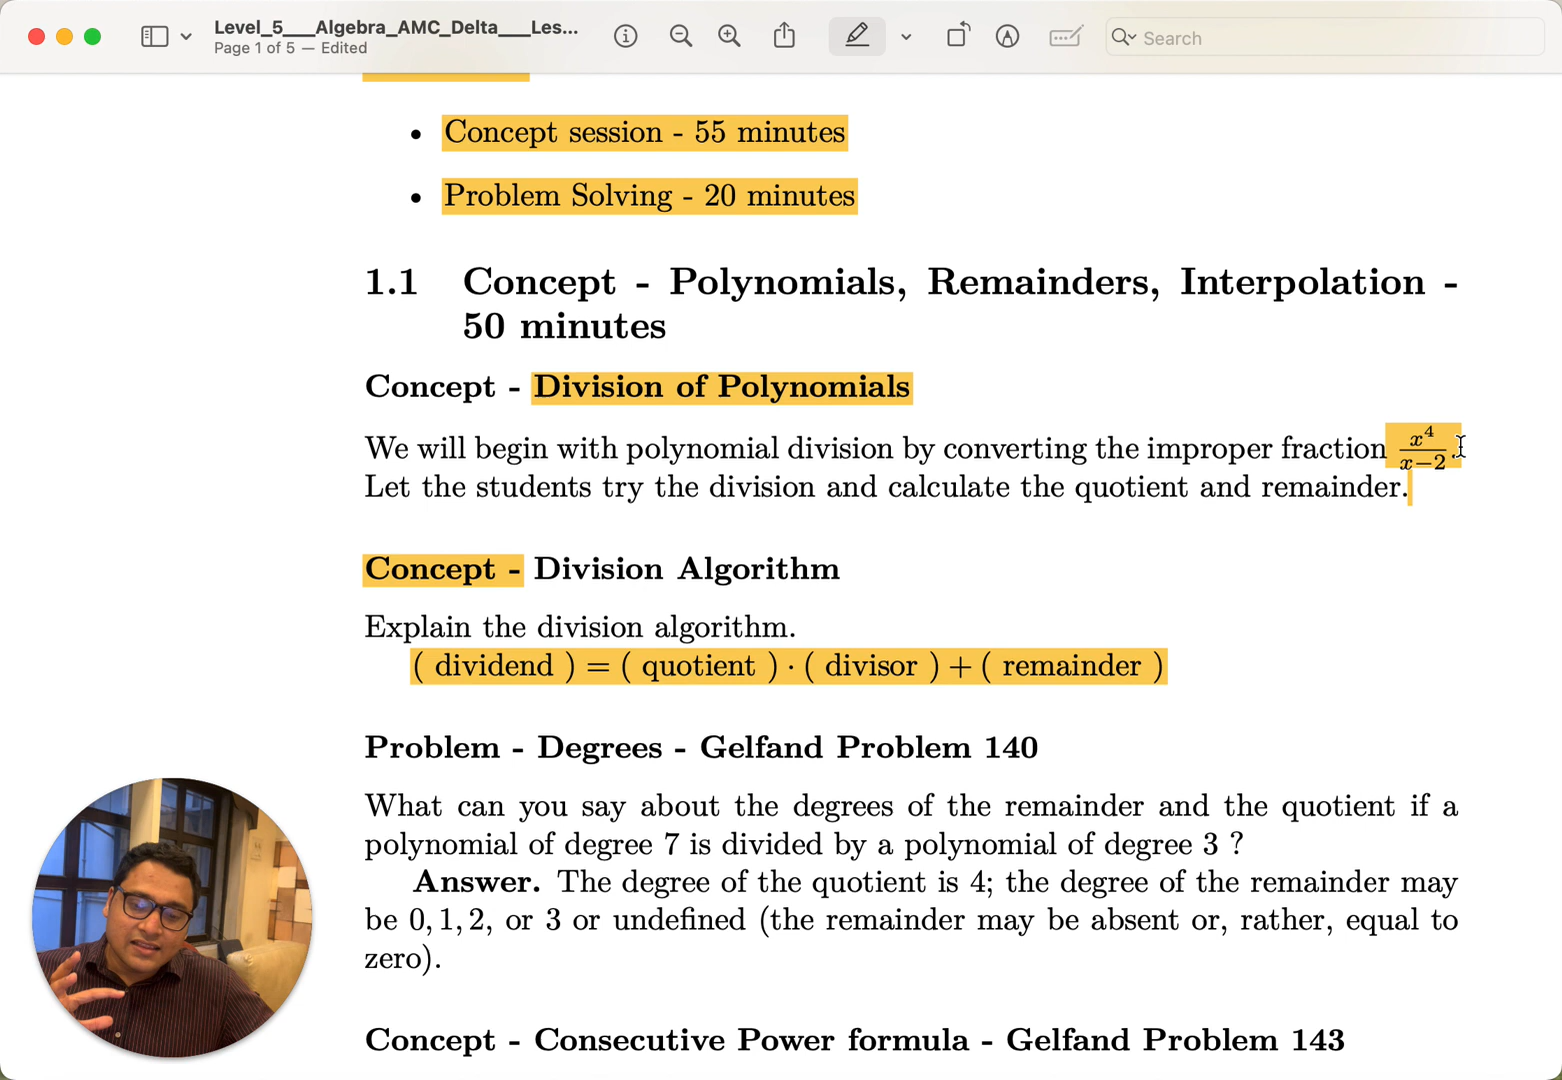 Level_5___Algebra_AMC_Delta___Les...
Page 1 of 5 — Edited
Search
• Concept session - 55 minutes
• Problem Solving - 20 minutes
1.1 Concept - Polynomials, Remainders, Interpolation -
50 minutes
Concept - Division of Polynomials
We will begin with polynomial division by converting the improper fraction $\frac{x^4}{x-2}$.
Let the students try the division and calculate the quotient and remainder.
Concept - Division Algorithm
Explain the division algorithm.
( dividend ) = ( quotient ) · ( divisor ) + ( remainder )
Problem - Degrees - Gelfand Problem 140
What can you say about the degrees of the remainder and the quotient if a
polynomial of degree 7 is divided by a polynomial of degree 3 ?
Answer. The degree of the quotient is 4; the degree of the remainder may
be 0, 1, 2, or 3 or undefined (the remainder may be absent or, rather, equal to
zero).
Concept - Consecutive Power formula - Gelfand Problem 143